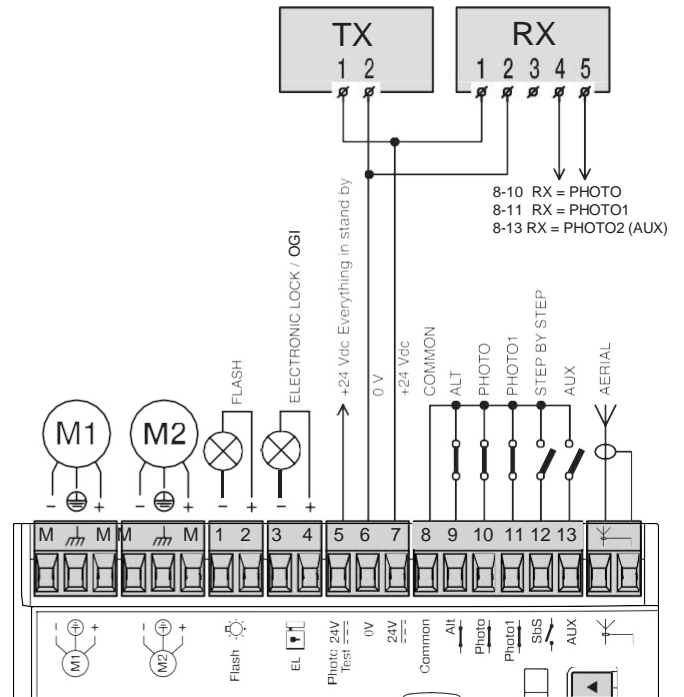 TX
1 2
RX
1 2 3 4 5
8-10 RX = PHOTO
8-11 RX = PHOTO1
8-13 RX = PHOTO2 (AUX)
FLASH
ELECTRONIC LOCK / OGI
+24 Vdc Everything in stand by
0 V
+24 Vdc
COMMON
ALT
PHOTO
PHOTO1
STEP BY STEP
AUX
AERIAL
M1
M2
- +
- +
- +
- +
M M M M 1 2 3 4 5 6 7 8 9 10 11 12 13
- +
M1
- +
M2
Flash
EL
Photo Test 24V
0V
24V
Common
Alt
Photo
Photo1
SbS
AUX